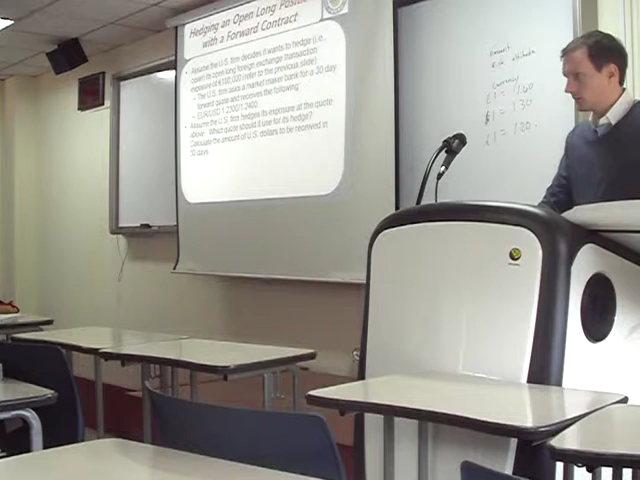 Hedging an Open Long Position
with a Forward Contract
• Assume the U.S. firm decides it wants to hedge (i.e.,
cover) its open long foreign exchange transaction
exposure of €100,000 (refer to the previous slide)
– The U.S. firm asks a market maker bank for a 30 day
forward quote and receives the following:
– EUR/USD 1.2300/1.2400.
• Assume the U.S. firm hedges its exposure at the quote
above. Which quote should it use for its hedge?
Calculate the amount of U.S. dollars to be received in
30 days.
Currency
£1 = 1.40
£1 = 130
£1 = 120.